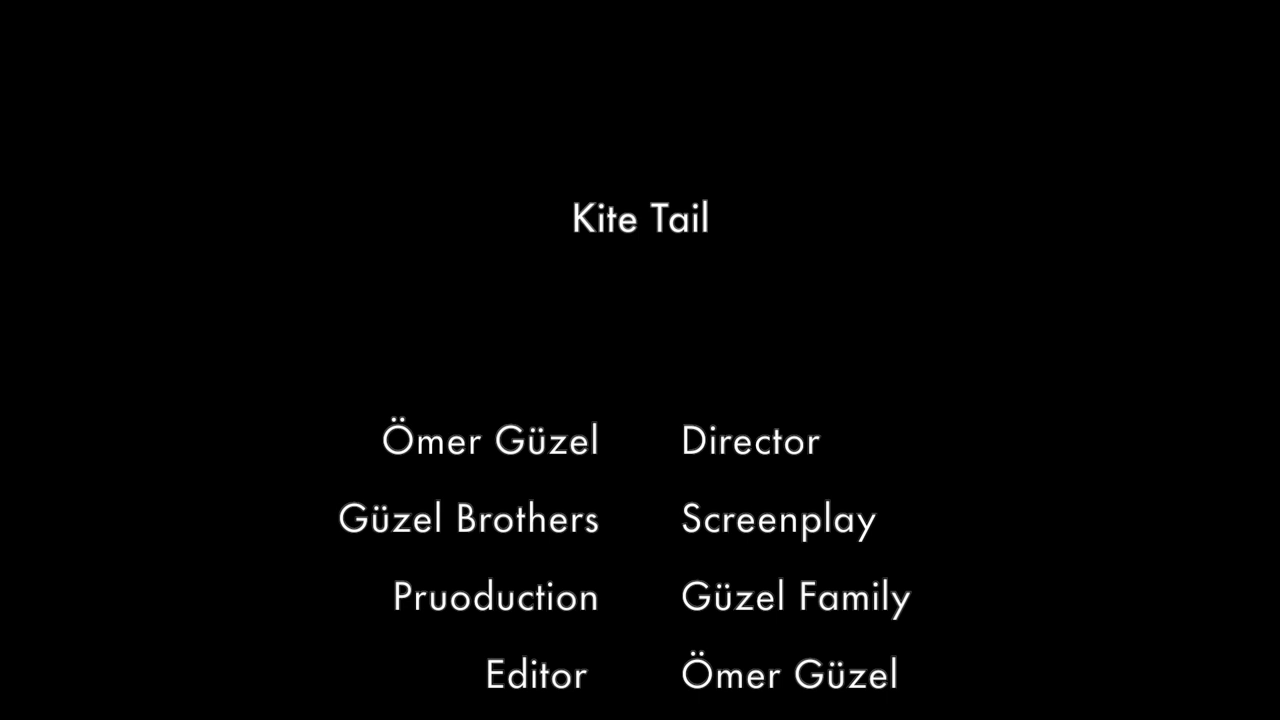 Kite Tail
Ömer Güzel Director
Güzel Brothers Screenplay
Pruoduction Güzel Family
Editor Ömer Güzel